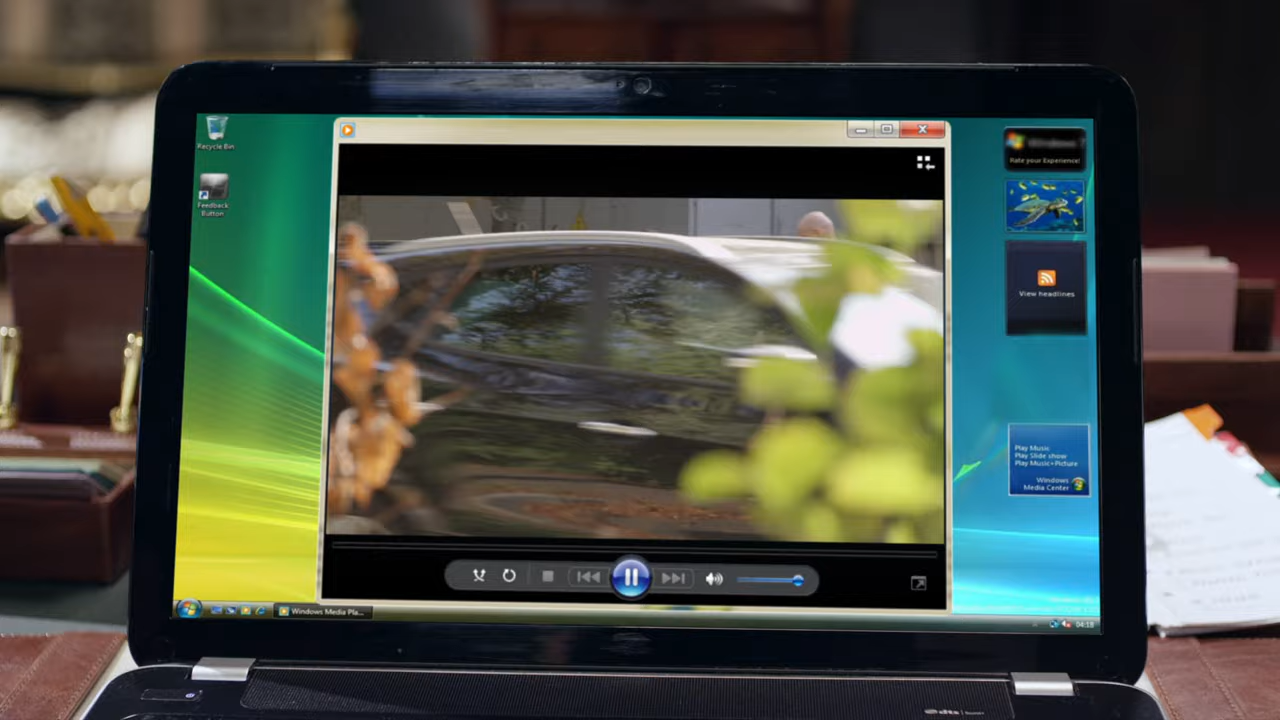 Recycle Bin
Feedback
Button
Rate your Experience!
View headlines
Play Music
Play Slide show
Play Music+Picture
Windows
Media Center
Windows Media Pla...
04:18
dts